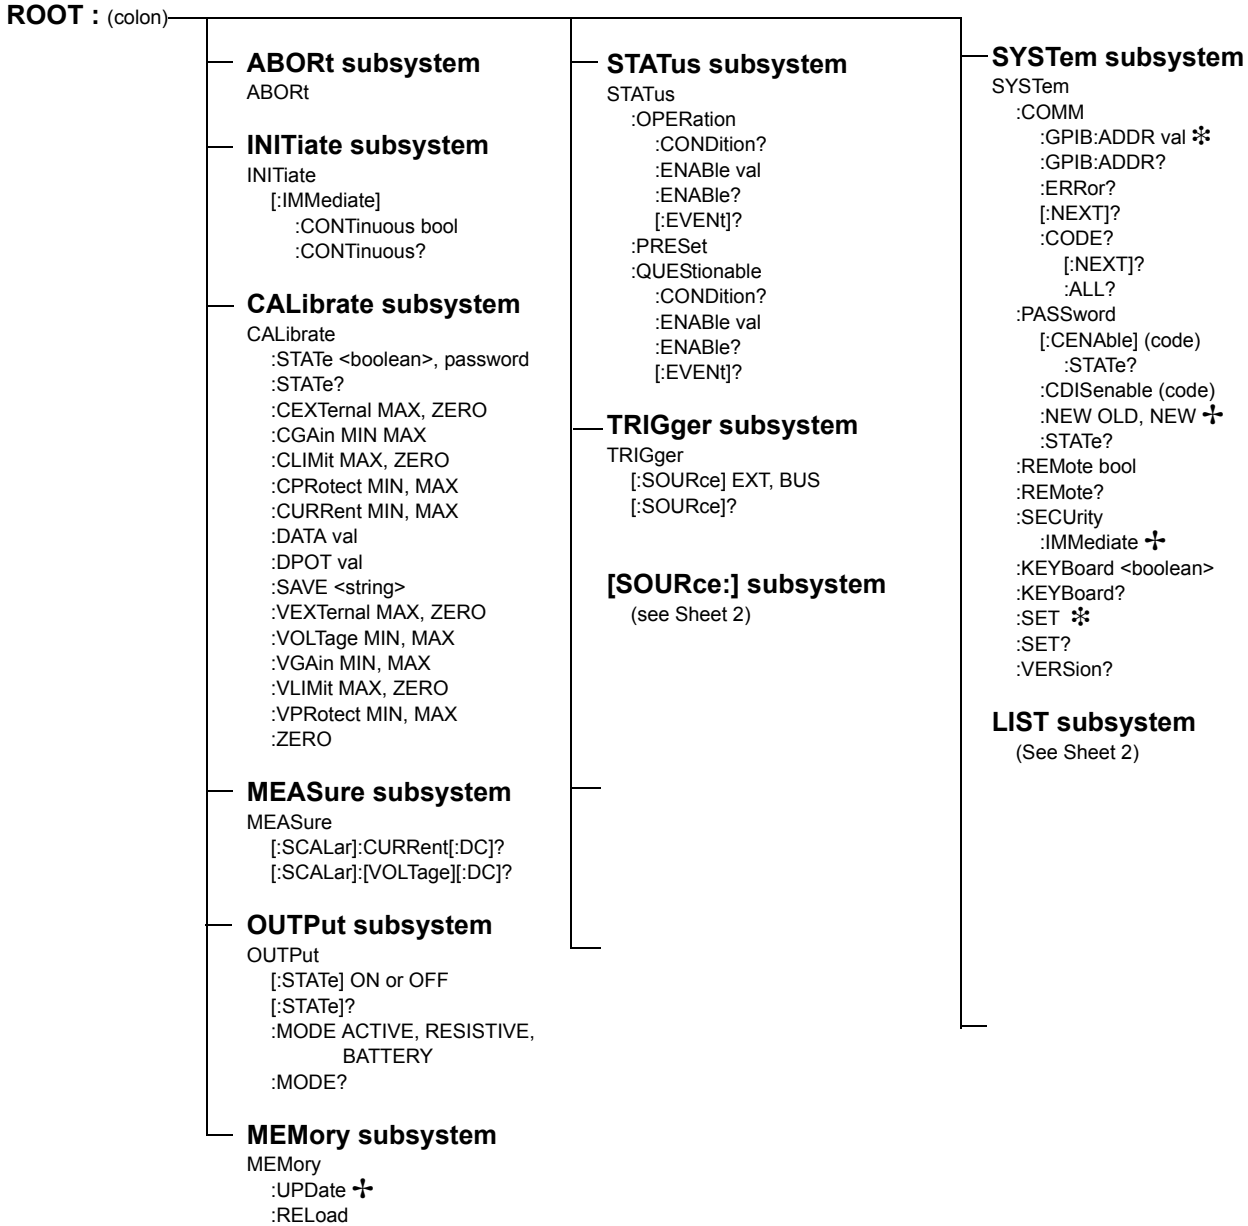 ROOT : (colon)
ABORt subsystem
ABORt
INITiate subsystem
INITiate
[:IMMediate]
:CONTinuous bool
:CONTinuous?
CALibrate subsystem
CALibrate
:STATe <boolean>, password
:STATe?
:CEXTernal MAX, ZERO
:CGAin MIN MAX
:CLIMit MAX, ZERO
:CPRotect MIN, MAX
:CURRent MIN, MAX
:DATA val
:DPOT val
:SAVE <string>
:VEXTernal MAX, ZERO
:VOLTage MIN, MAX
:VGAin MIN, MAX
:VLIMit MAX, ZERO
:VPRotect MIN, MAX
:ZERO
MEASure subsystem
MEASure
[:SCALar]:CURRent[:DC]?
[:SCALar]:[VOLTage][:DC]?
OUTPut subsystem
OUTPut
[:STATe] ON or OFF
[:STATe]?
:MODE ACTIVE, RESISTIVE,
BATTERY
:MODE?
MEMory subsystem
MEMory
:UPDate ✢
:RELoad
STATus subsystem
STATus
:OPERation
:CONDition?
:ENABle val
:ENABle?
[:EVENt]?
:PRESet
:QUEStionable
:CONDition?
:ENABle val
:ENABle?
[:EVENt]?
TRIGger subsystem
TRIGger
[:SOURce] EXT, BUS
[:SOURce]?
[SOURce:] subsystem
(see Sheet 2)
SYSTem subsystem
SYSTem
:COMM
:GPIB:ADDR val ✻
:GPIB:ADDR?
:ERRor?
[:NEXT]?
:CODE?
[:NEXT]?
:ALL?
:PASSword
[:CENAble] (code)
:STATe?
:CDISenable (code)
:NEW OLD, NEW ✢
:STATe?
:REMote bool
:REMote?
:SECUrity
:IMMediate ✢
:KEYBoard <boolean>
:KEYBoard?
:SET ✻
:SET?
:VERSion?
LIST subsystem
(See Sheet 2)